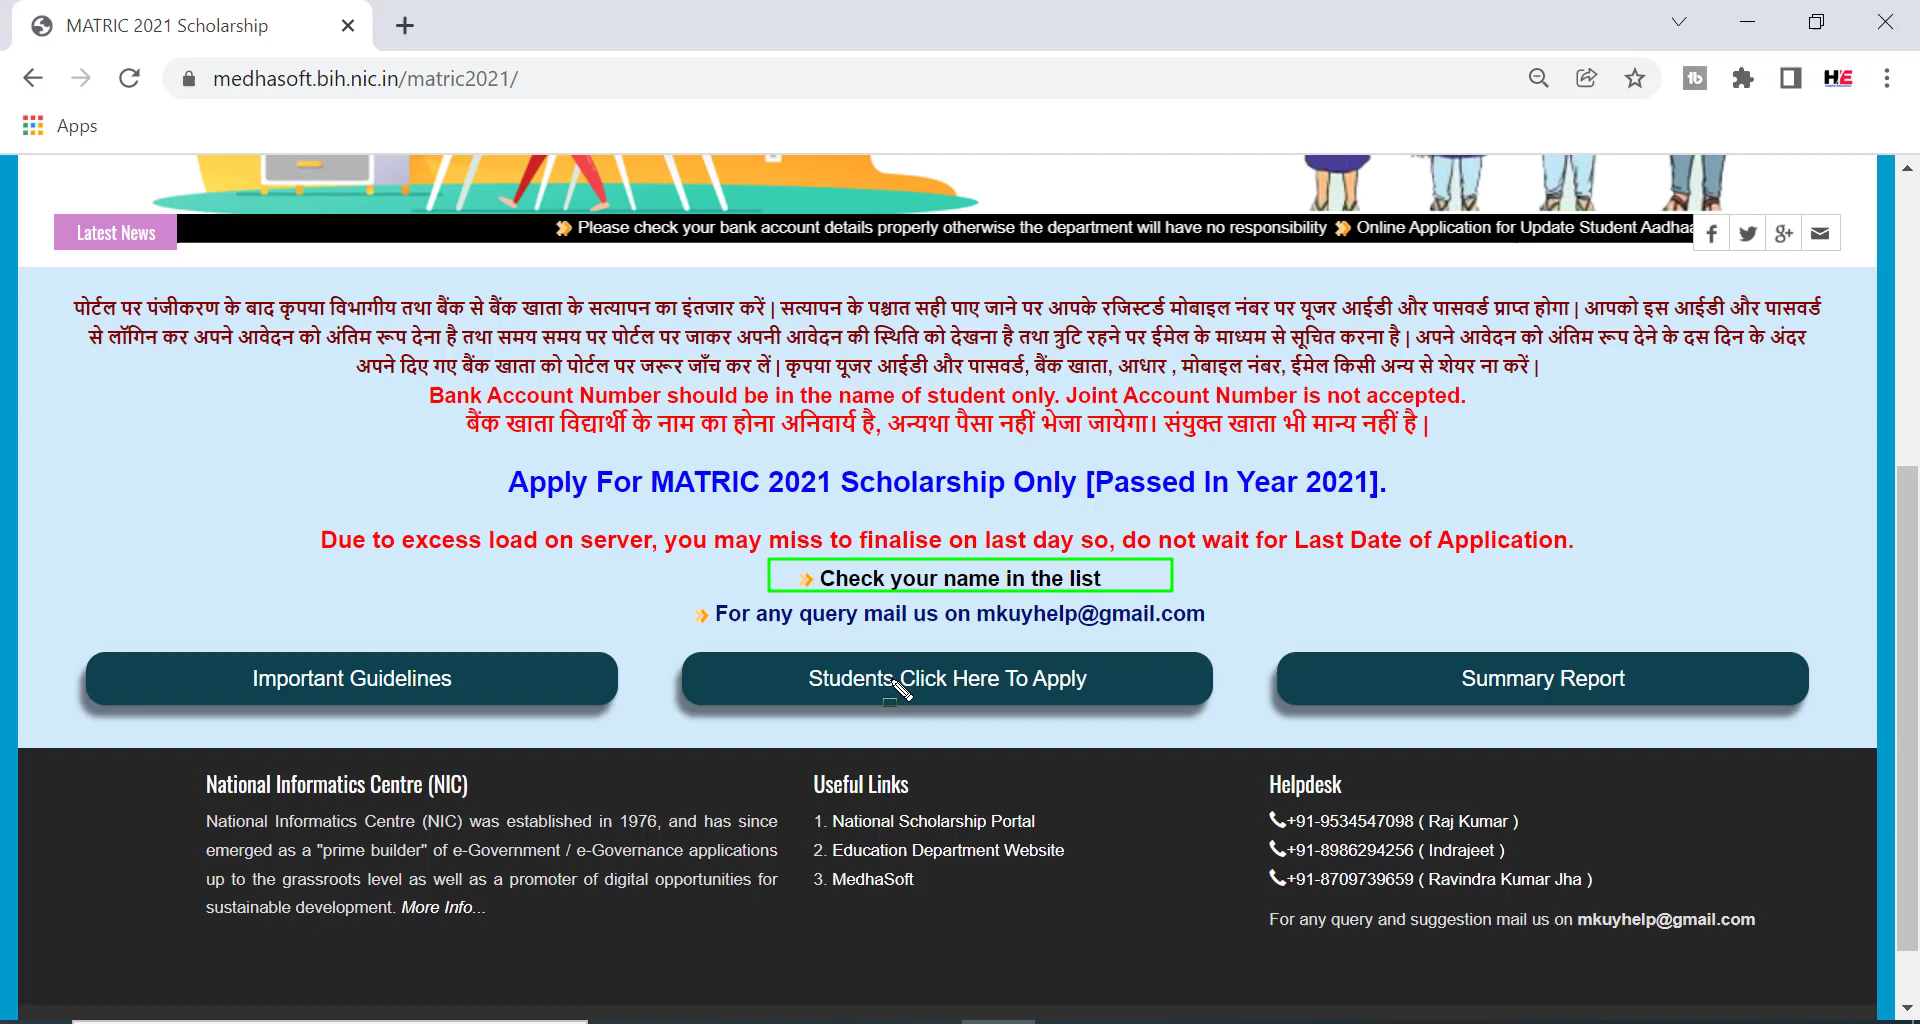 MATRIC 2021 Scholarship
medhasoft.bih.nic.in/matric2021/
Apps
Latest News
Please check your bank account details properly otherwise the department will have no responsibility Online Application for Update Student Aadhaa
पोर्टल पर पंजीकरण के बाद कृपया विभागीय तथा बैंक से बैंक खाता के सत्यापन का इंतजार करें | सत्यापन के पश्चात सही पाए जाने पर आपके रजिस्टर्ड मोबाइल नंबर पर यूजर आईडी और पासवर्ड प्राप्त होगा | आपको इस आईडी और पासवर्ड
से लॉगिन कर अपने आवेदन को अंतिम रूप देना है तथा समय समय पर पोर्टल पर जाकर अपनी आवेदन की स्थिति को देखना है तथा त्रुटि रहने पर ईमेल के माध्यम से सूचित करना है | अपने आवेदन को अंतिम रूप देने के दस दिन के अंदर
अपने दिए गए बैंक खाता को पोर्टल पर जरूर जाँच कर लें | कृपया यूजर आईडी और पासवर्ड, बैंक खाता, आधार , मोबाइल नंबर, ईमेल किसी अन्य से शेयर ना करें |
Bank Account Number should be in the name of student only. Joint Account Number is not accepted.
बैंक खाता विद्यार्थी के नाम का होना अनिवार्य है, अन्यथा पैसा नहीं भेजा जायेगा। संयुक्त खाता भी मान्य नहीं है |
Apply For MATRIC 2021 Scholarship Only [Passed In Year 2021].
Due to excess load on server, you may miss to finalise on last day so, do not wait for Last Date of Application.
Check your name in the list
For any query mail us on mkuyhelp@gmail.com
Important Guidelines
Students Click Here To Apply
Summary Report
National Informatics Centre (NIC)
National Informatics Centre (NIC) was established in 1976, and has since
emerged as a "prime builder" of e-Government / e-Governance applications
up to the grassroots level as well as a promoter of digital opportunities for
sustainable development. More Info...
Useful Links
1. National Scholarship Portal
2. Education Department Website
3. MedhaSoft
Helpdesk
+91-9534547098 ( Raj Kumar )
+91-8986294256 ( Indrajeet )
+91-8709739659 ( Ravindra Kumar Jha )
For any query and suggestion mail us on mkuyhelp@gmail.com